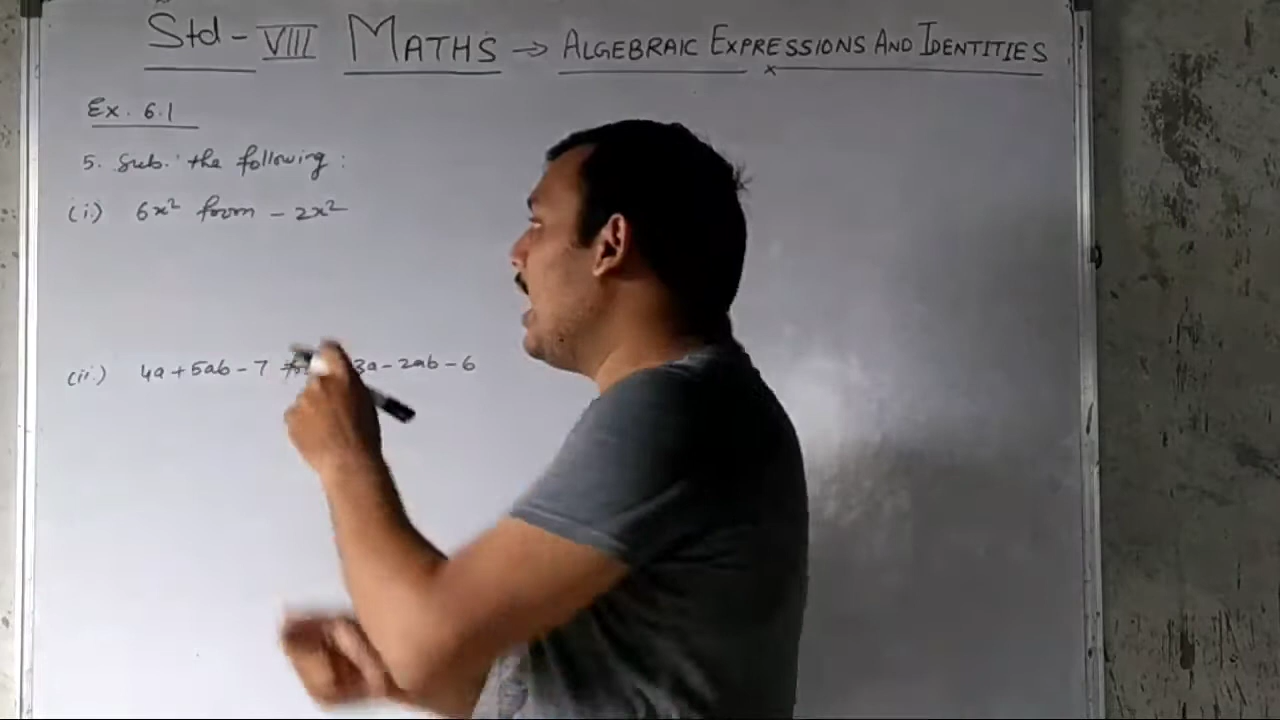 Std - VIII MATHS → ALGEBRAIC EXPRESSIONS AND IDENTITIES
Ex. 6.1
5. Sub. the following :
(i.) 6x² from - 2x²
(ii.) 4a + 5ab - 7 3a - 2ab - 6